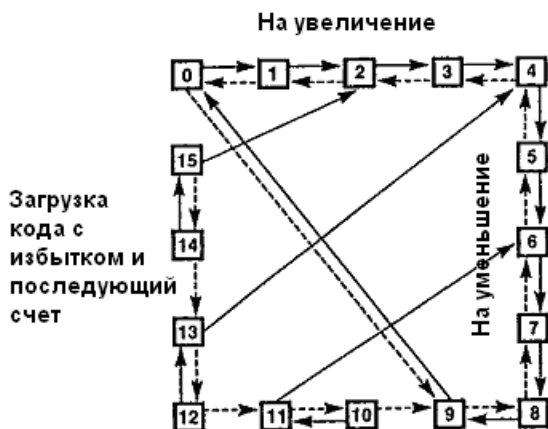 На увеличение
0 1 2 3 4
15
5
Загрузка
кода с
избытком и
последующий
счет
14
6
На уменьшение
13
7
12 11 10 9 8